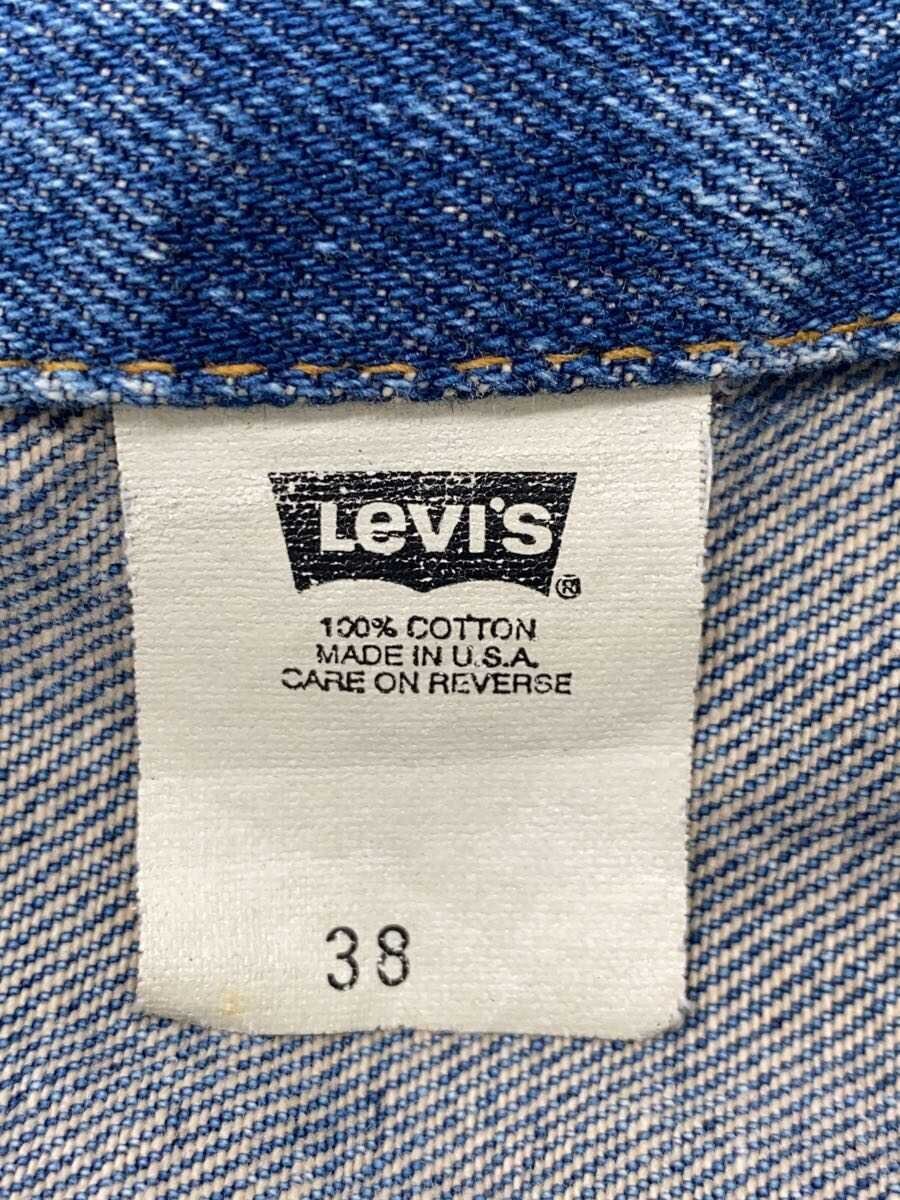 Levi's ®
100% COTTON
MADE IN U.S.A.
CARE ON REVERSE
38